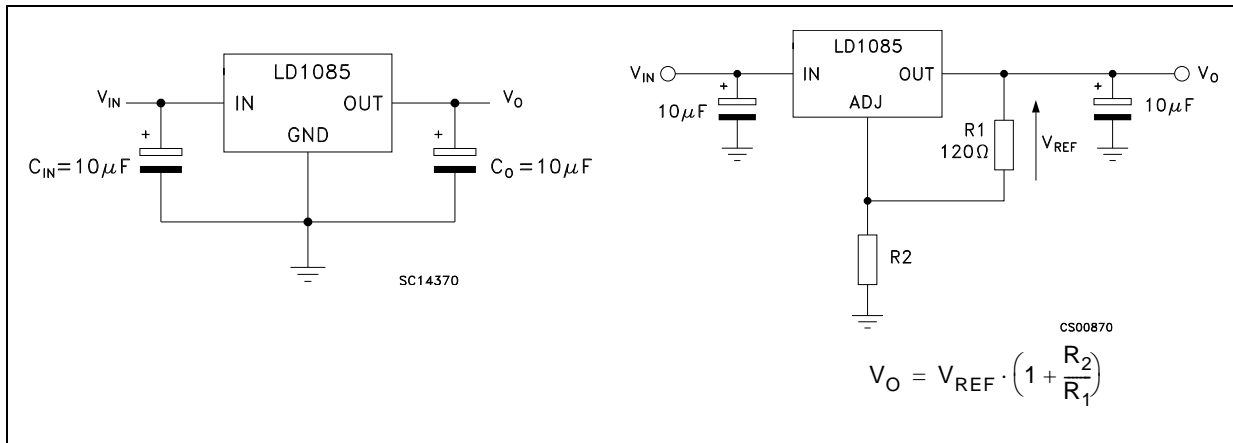 LD1085
V_IN
IN
OUT
V_O
GND
+
+
C_IN=10μF
C_O=10μF
SC14370
LD1085
V_IN
IN
OUT
V_O
ADJ
+
+
10μF
R1
120Ω
V_REF
10μF
R2
CS00870
V_O = V_REF · (1 + R_2/R_1)